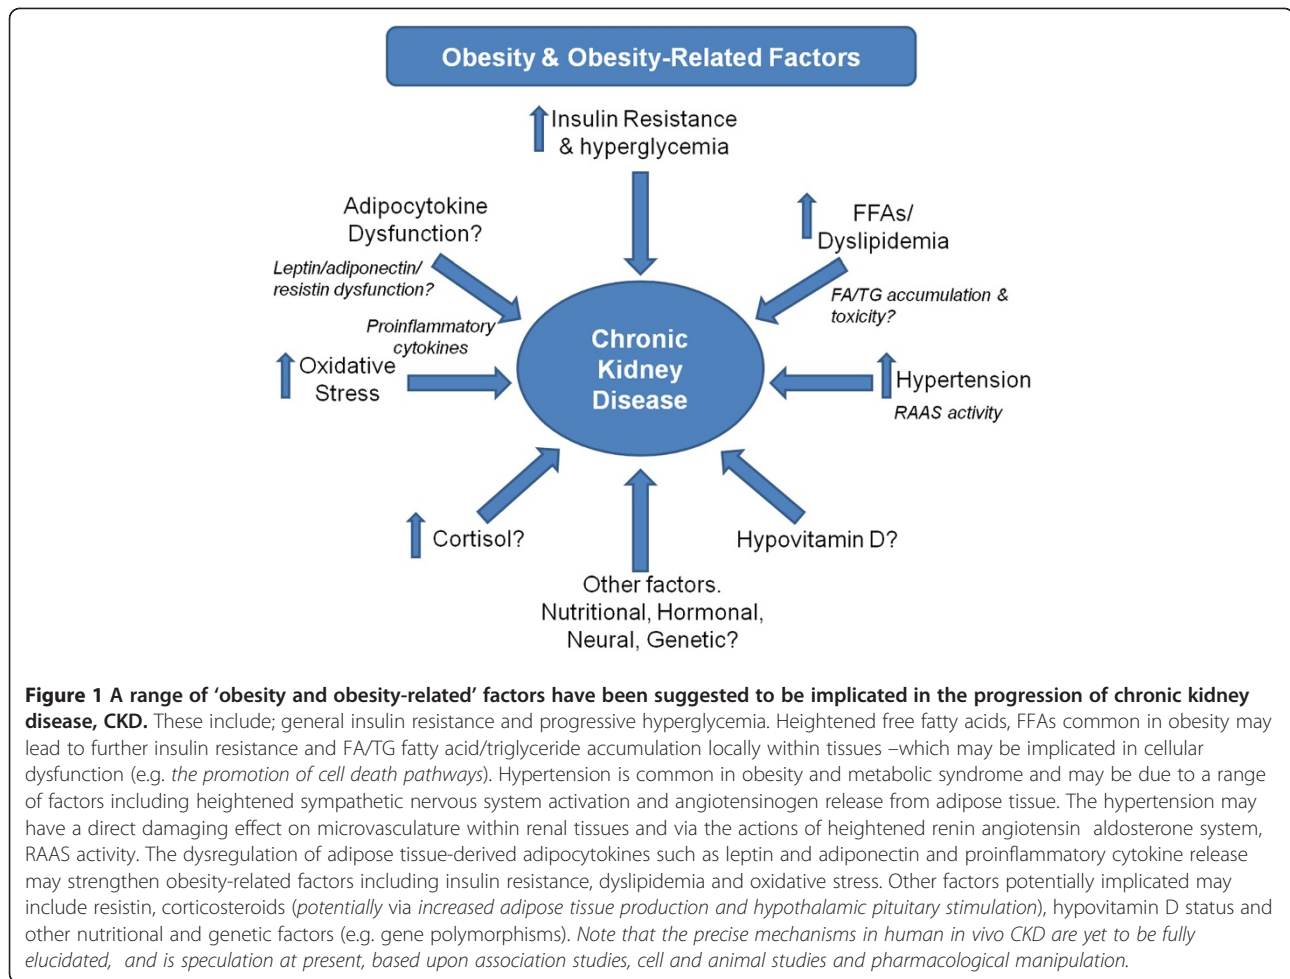 Obesity & Obesity-Related Factors
Insulin Resistance
& hyperglycemia
Adipocytokine
Dysfunction?
Leptin/adiponectin/
resistin dysfunction?
FFAs/
Dyslipidemia
FA/TG accumulation &
toxicity?
Proinflammatory
cytokines
Oxidative
Stress
Chronic
Kidney
Disease
Hypertension
RAAS activity
Cortisol?
Hypovitamin D?
Other factors.
Nutritional, Hormonal,
Neural, Genetic?
Figure 1 A range of ‘obesity and obesity-related’ factors have been suggested to be implicated in the progression of chronic kidney
disease, CKD. These include; general insulin resistance and progressive hyperglycemia. Heightened free fatty acids, FFAs common in obesity may
lead to further insulin resistance and FA/TG fatty acid/triglyceride accumulation locally within tissues –which may be implicated in cellular
dysfunction (e.g. the promotion of cell death pathways). Hypertension is common in obesity and metabolic syndrome and may be due to a range
of factors including heightened sympathetic nervous system activation and angiotensinogen release from adipose tissue. The hypertension may
have a direct damaging effect on microvasculature within renal tissues and via the actions of heightened renin angiotensin aldosterone system,
RAAS activity. The dysregulation of adipose tissue-derived adipocytokines such as leptin and adiponectin and proinflammatory cytokine release
may strengthen obesity-related factors including insulin resistance, dyslipidemia and oxidative stress. Other factors potentially implicated may
include resistin, corticosteroids (potentially via increased adipose tissue production and hypothalamic pituitary stimulation), hypovitamin D status and
other nutritional and genetic factors (e.g. gene polymorphisms). Note that the precise mechanisms in human in vivo CKD are yet to be fully
elucidated, and is speculation at present, based upon association studies, cell and animal studies and pharmacological manipulation.